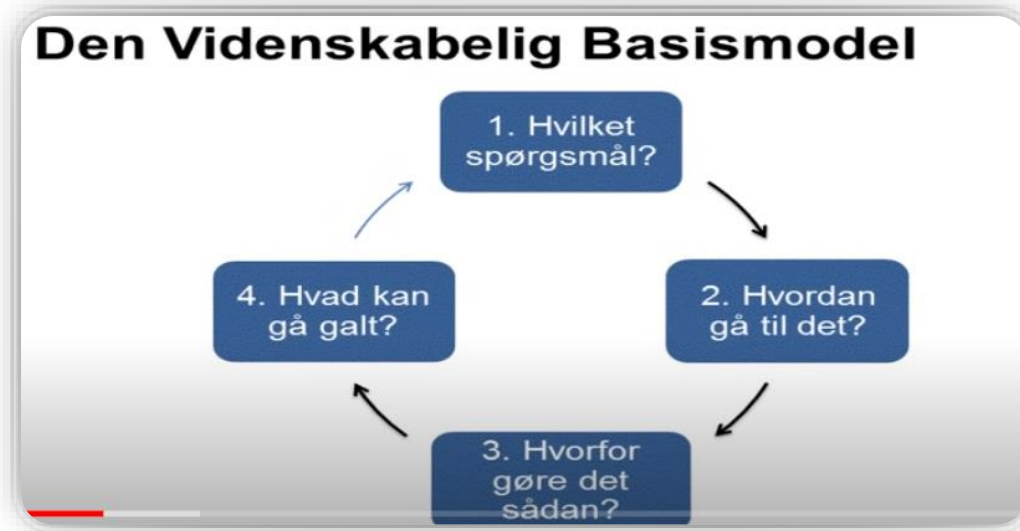 Den Videnskabelig Basismodel
1. Hvilket
spørgsmål?
2. Hvordan
gå til det?
3. Hvorfor
gøre det
sådan?
4. Hvad kan
gå galt?